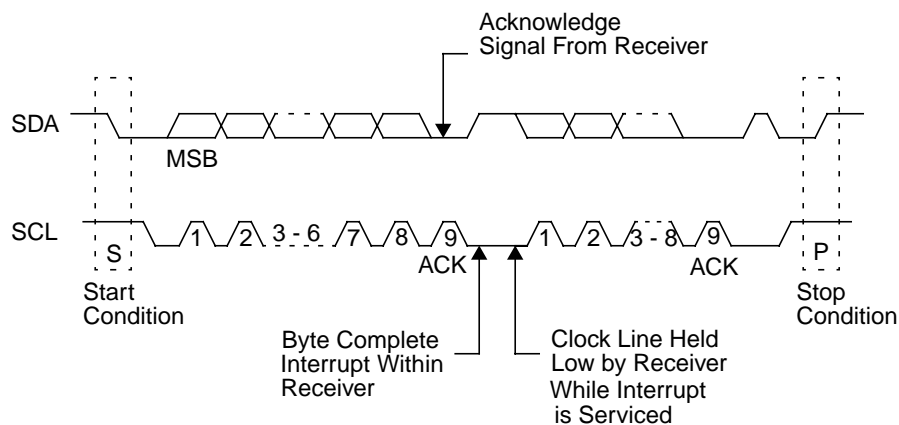 Acknowledge
Signal From Receiver
SDA
MSB
SCL
S
1
2
3 - 6
7
8
9
1
2
3 - 8
9
P
ACK
ACK
Start
Condition
Stop
Condition
Byte Complete
Interrupt Within
Receiver
Clock Line Held
Low by Receiver
While Interrupt
is Serviced